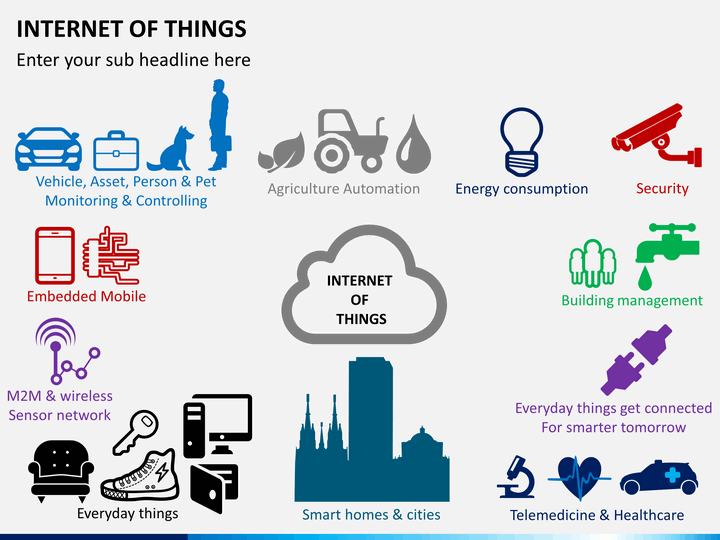 INTERNET OF THINGS
Enter your sub headline here
Vehicle, Asset, Person & Pet
Monitoring & Controlling
Agriculture Automation
Energy consumption
Security
Embedded Mobile
INTERNET
OF
THINGS
Building management
M2M & wireless
Sensor network
Everyday things get connected
For smarter tomorrow
Everyday things
Smart homes & cities
Telemedicine & Healthcare